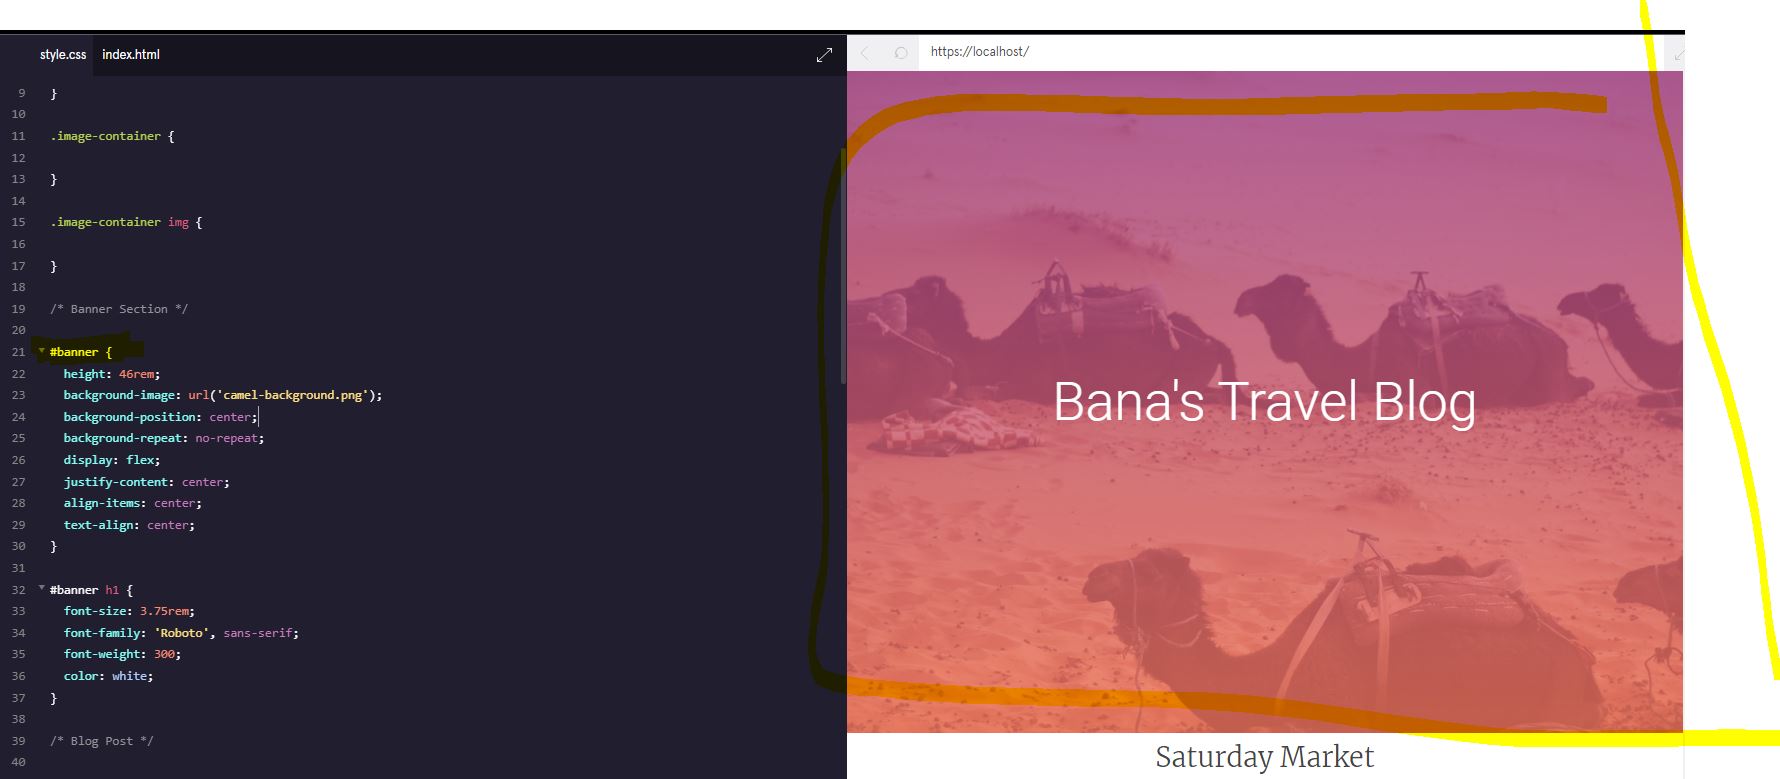 style.css index.html
https://localhost/
9 }
10
11 .image-container {
12
13 }
14
15 .image-container img {
16
17 }
18
19 /* Banner Section */
20
21 #banner {
22 height: 46rem;
23 background-image: url('camel-background.png');
24 background-position: center;
25 background-repeat: no-repeat;
26 display: flex;
27 justify-content: center;
28 align-items: center;
29 text-align: center;
30 }
31
32 #banner h1 {
33 font-size: 3.75rem;
34 font-family: 'Roboto', sans-serif;
35 font-weight: 300;
36 color: white;
37 }
38
39 /* Blog Post */
40
Bana's Travel Blog
Saturday Market